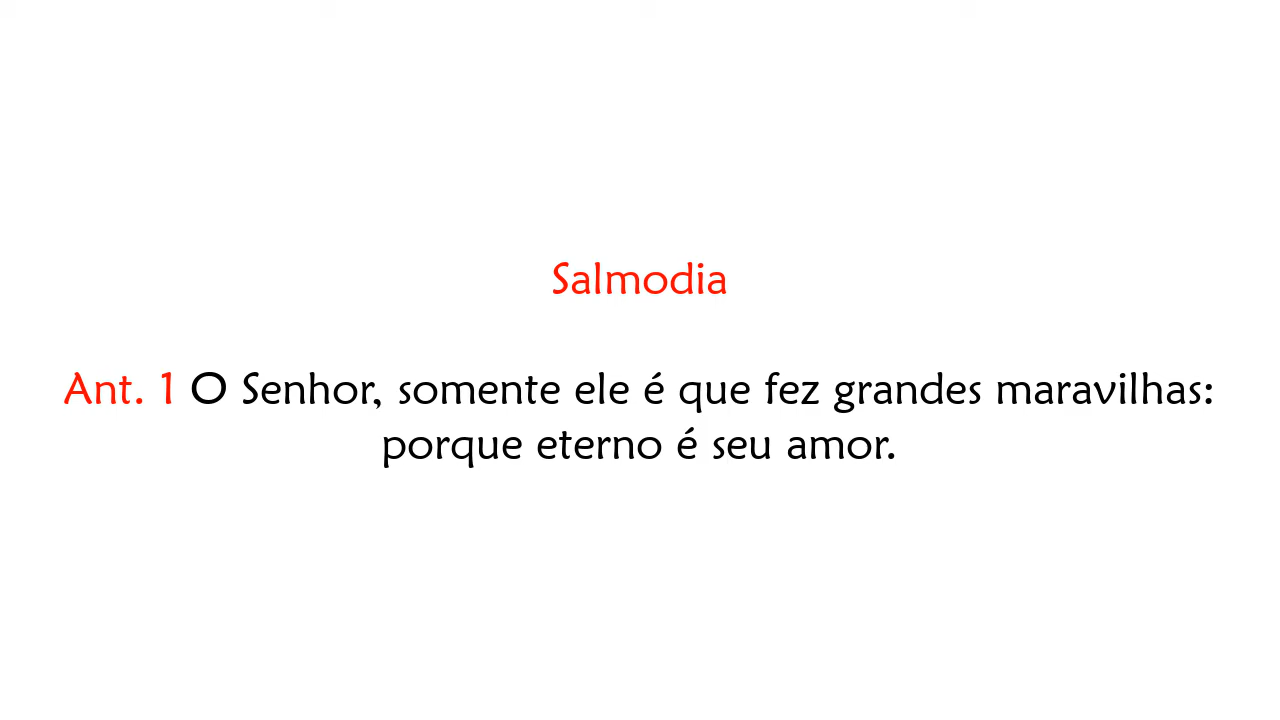 Salmodia
Ant. 1 O Senhor, somente ele é que fez grandes maravilhas:
porque eterno é seu amor.